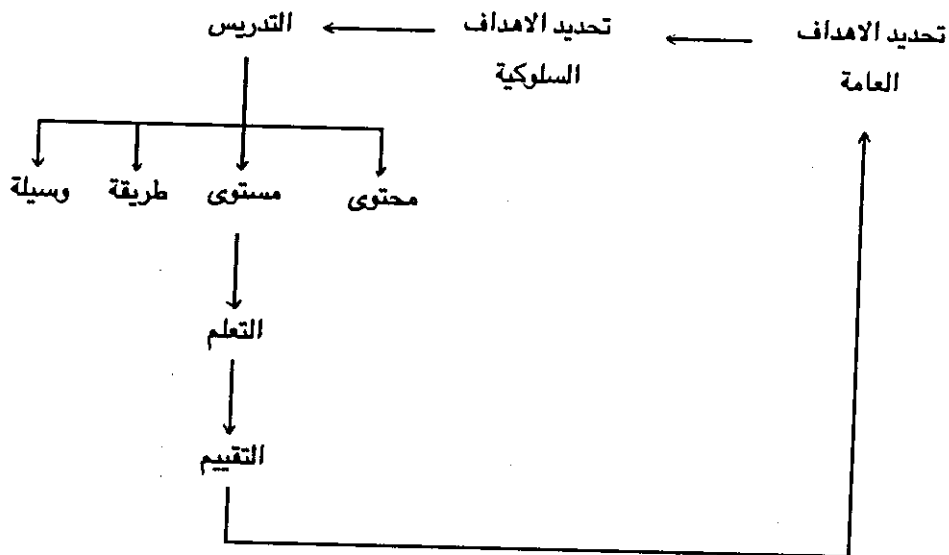 تحديد الاهداف
العامة
تحديد الاهداف
السلوكية
التدريس
محتوى
مستوى
طريقة
وسيلة
التعلم
التقييم